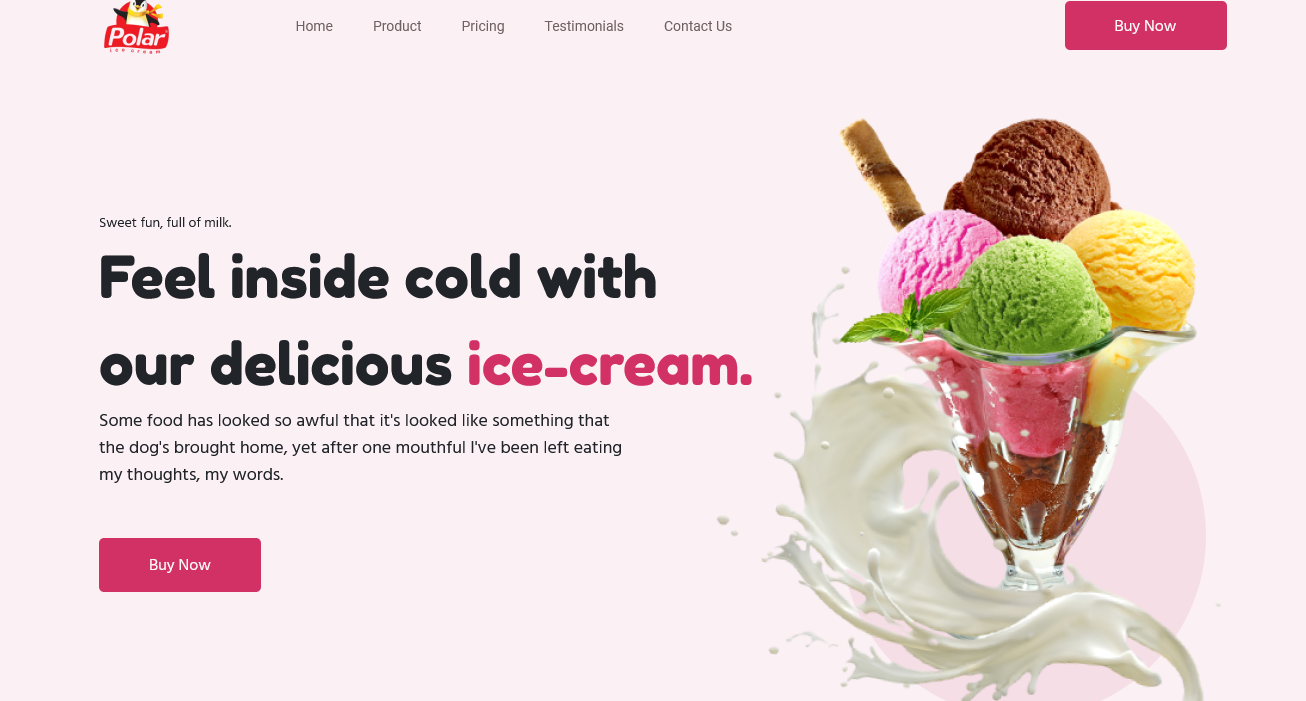 Polar
ice cream
Home Product Pricing Testimonials Contact Us Buy Now
Sweet fun, full of milk.
Feel inside cold with
our delicious ice-cream.
Some food has looked so awful that it's looked like something that
the dog's brought home, yet after one mouthful I've been left eating
my thoughts, my words.
Buy Now